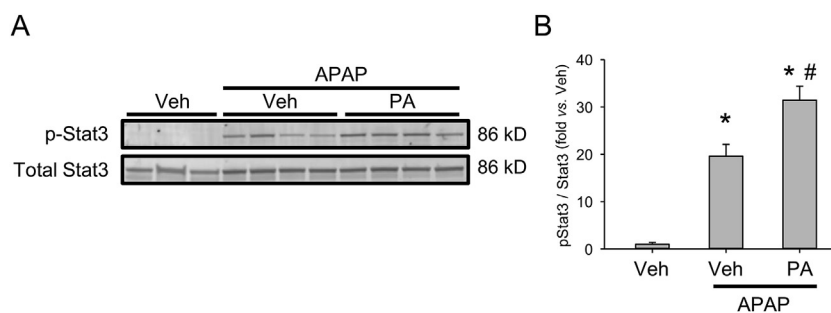 A
APAP
Veh Veh PA
p-Stat3 86 kD
Total Stat3 86 kD
B
pStat3 / Stat3 (fold vs. Veh)
40
30
20
10
0
*
* #
Veh Veh PA
APAP